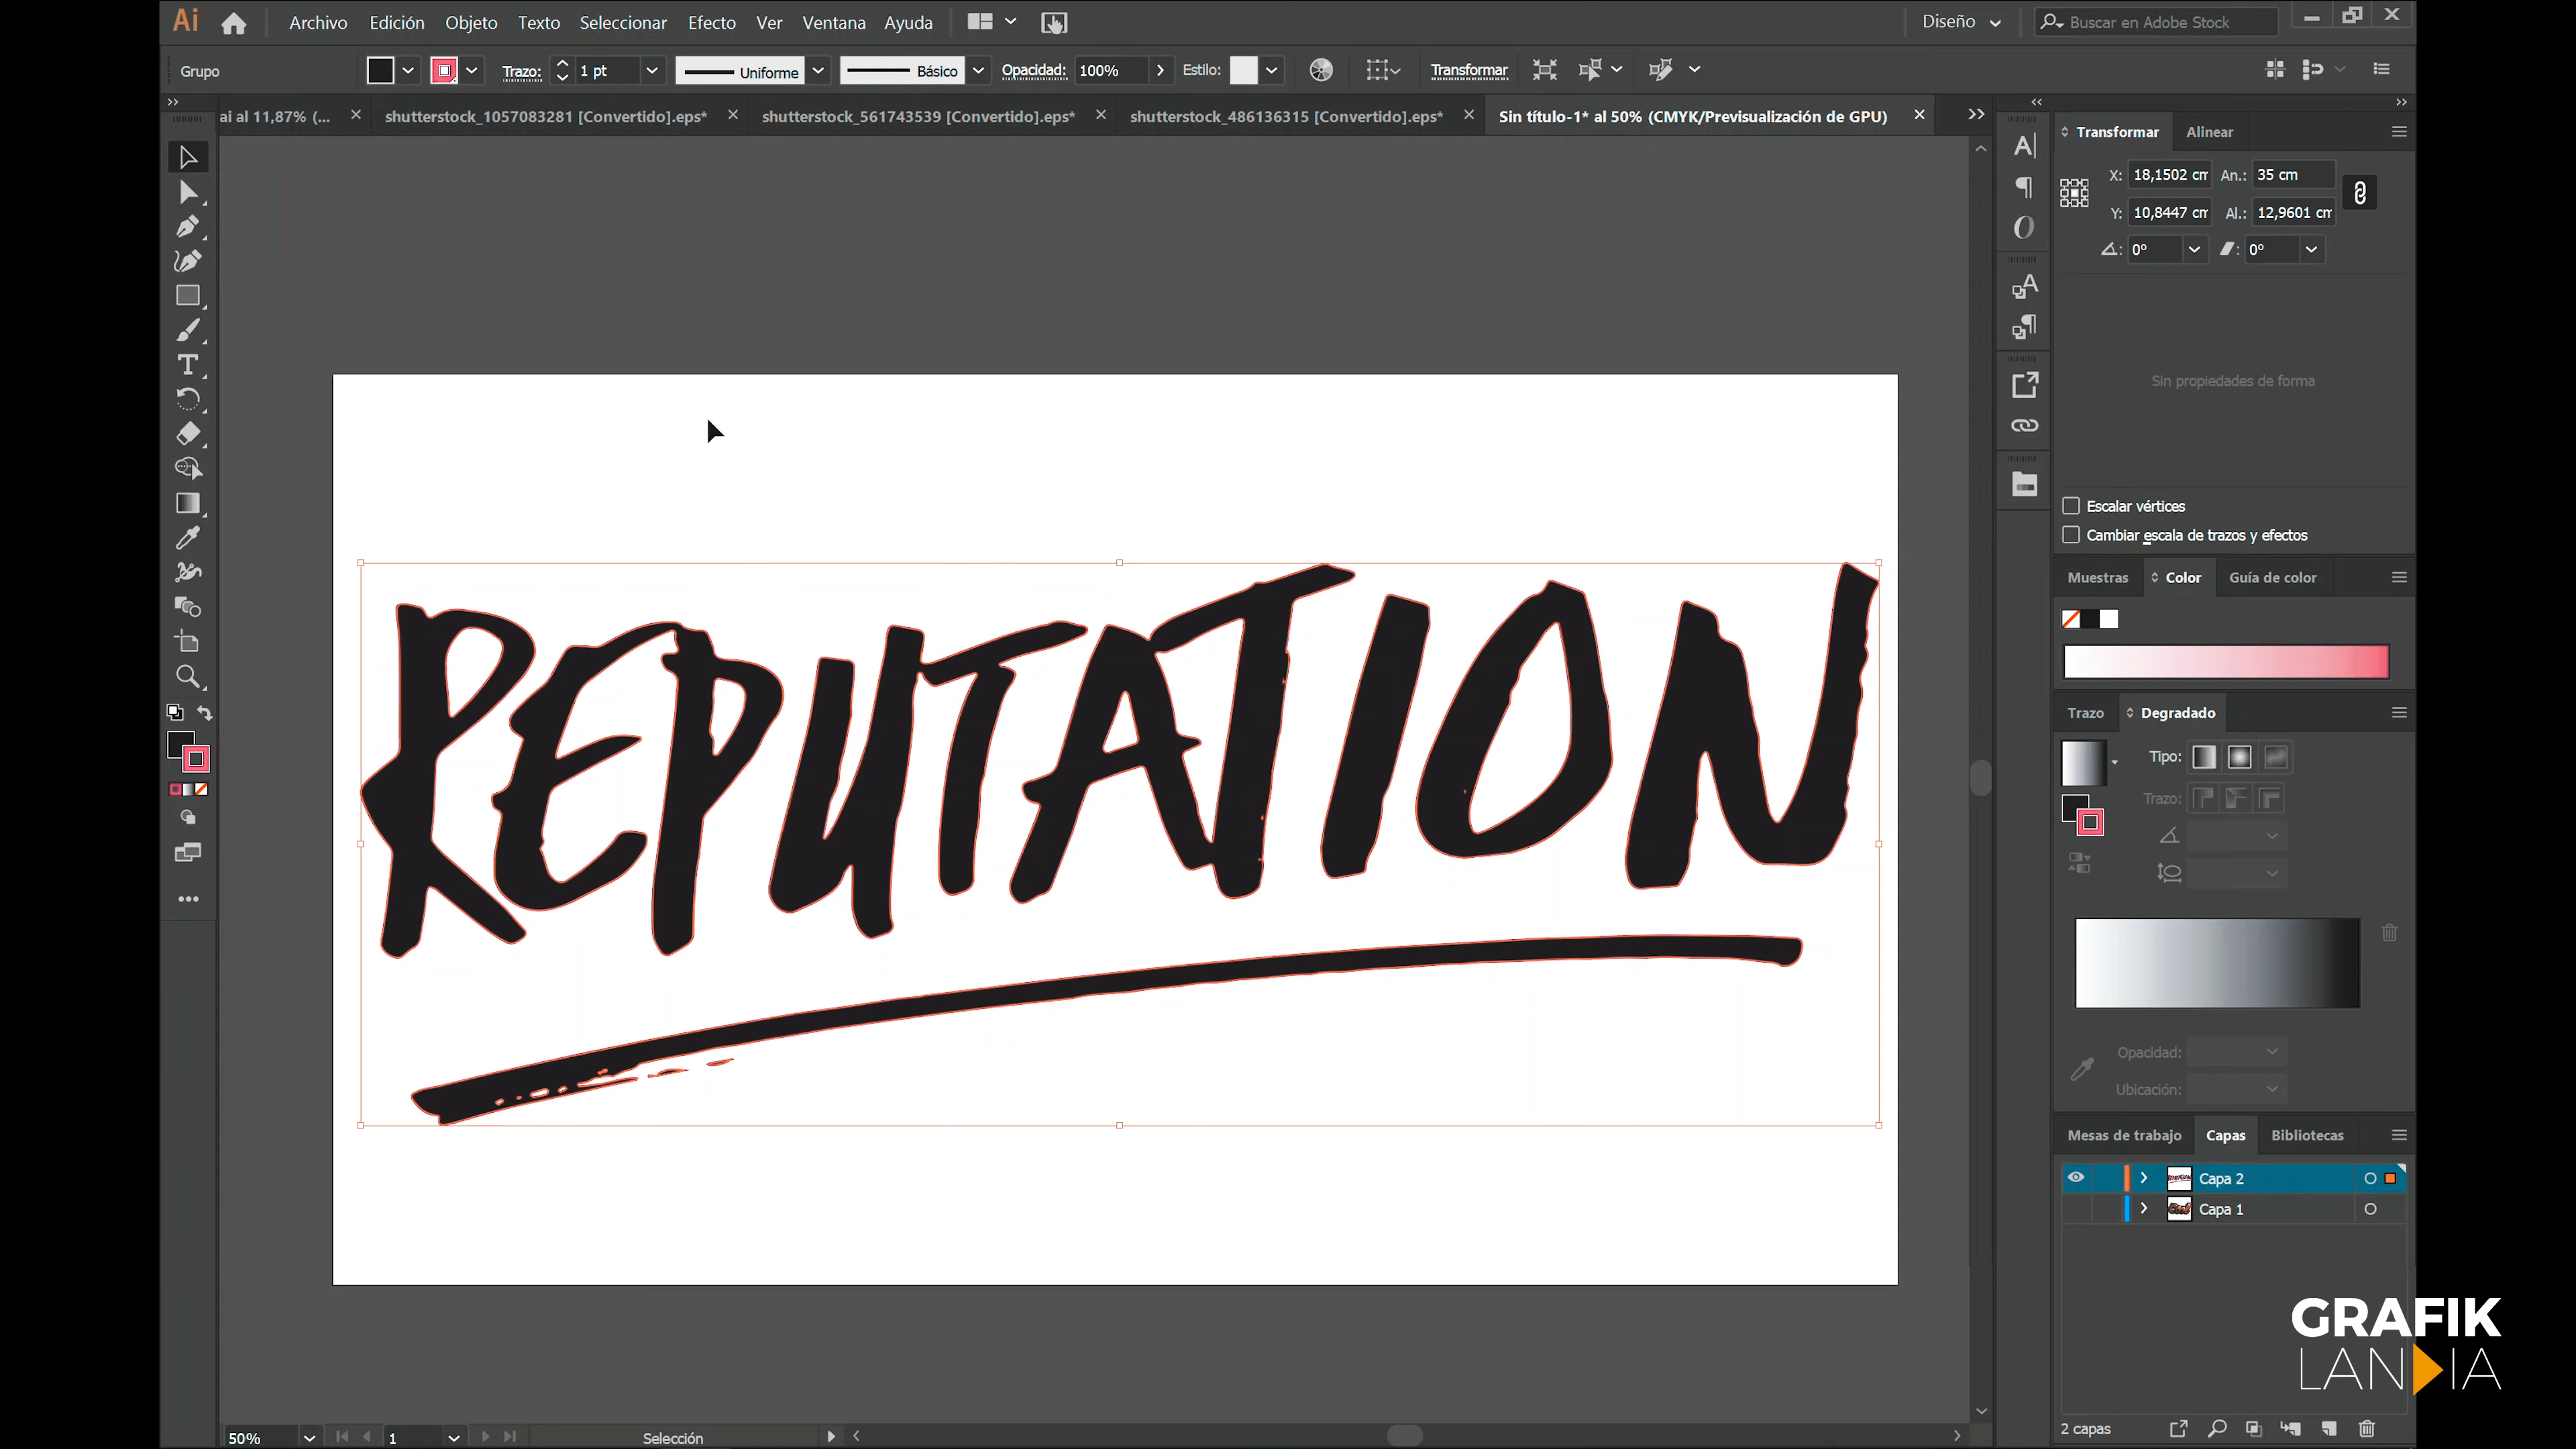 Ai Archivo Edición Objeto Texto Seleccionar Efecto Ver Ventana Ayuda Diseño Buscar en Adobe Stock
Grupo Trazo: 1 pt Uniforme Básico Opacidad: 100% Estilo: Transformar
ai al 11,87% (... shutterstock_1057083281 [Convertido].eps* shutterstock_561743539 [Convertido].eps* shutterstock_486136315 [Convertido].eps* Sin título-1* al 50% (CMYK/Previsualización de GPU)
Transformar Alinear
X: 18,1502 cm An.: 35 cm
Y: 10,8447 cm Al.: 12,9601 cm
0° 0°
Sin propiedades de forma
Escalar vértices
Cambiar escala de trazos y efectos
Muestras Color Guía de color
REPUTATION
Trazo Degradado
Tipo:
Trazo:
Opacidad:
Ubicación:
Mesas de trabajo Capas Bibliotecas
Capa 2
Capa 1
GRAFIK
LANDIA
2 capas
50% 1 Selección